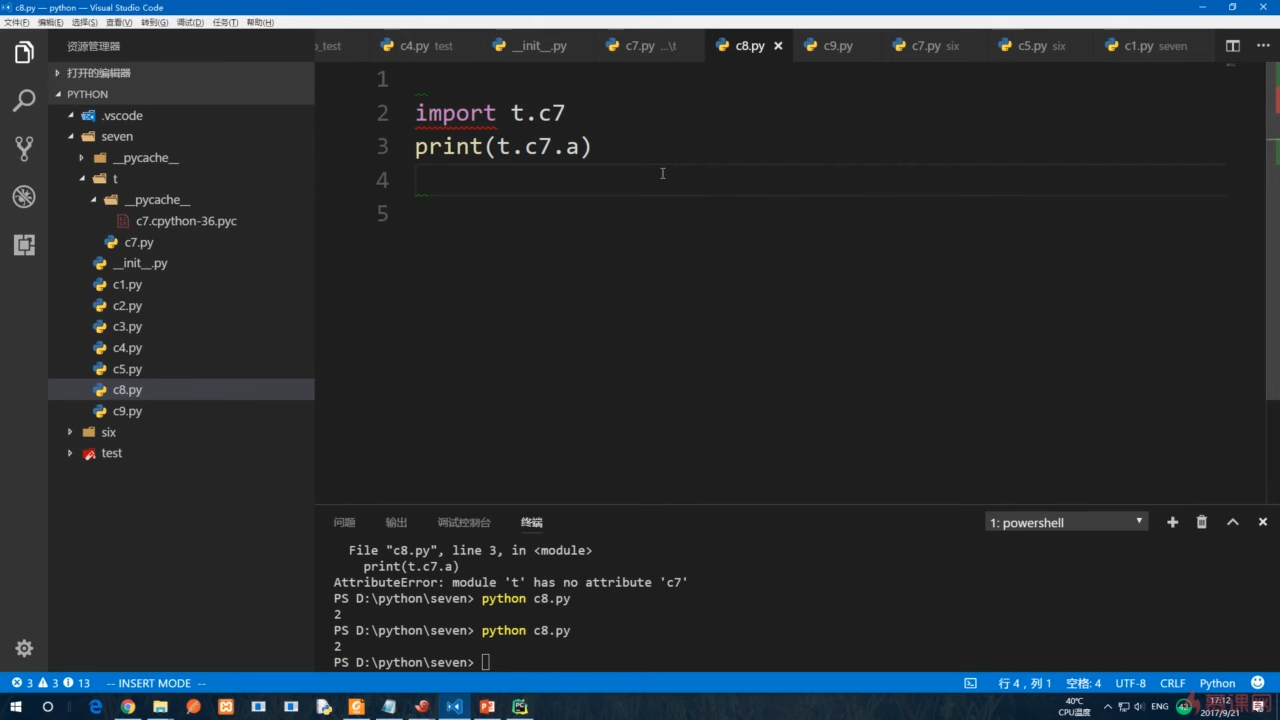 c8.py — python — Visual Studio Code
文件(F) 编辑(E) 选择(S) 查看(V) 转到(G) 调试(D) 任务(T) 帮助(H)
资源管理器
o_test c4.py test __init__.py c7.py ...\t c8.py c9.py c7.py six c5.py six c1.py seven
打开的编辑器
PYTHON
.vscode
seven
__pycache__
t
__pycache__
c7.cpython-36.pyc
c7.py
__init__.py
c1.py
c2.py
c3.py
c4.py
c5.py
c8.py
c9.py
six
test
1
2 import t.c7
3 print(t.c7.a)
4
5
问题 输出 调试控制台 终端
1: powershell
File "c8.py", line 3, in <module>
print(t.c7.a)
AttributeError: module 't' has no attribute 'c7'
PS D:\python\seven> python c8.py
2
PS D:\python\seven> python c8.py
2
PS D:\python\seven>
3 3 13 -- INSERT MODE --
行 4，列 1 空格: 4 UTF-8 CRLF Python
40℃
CPU温度
ENG
42
17:12
2017/9/21
慕课网